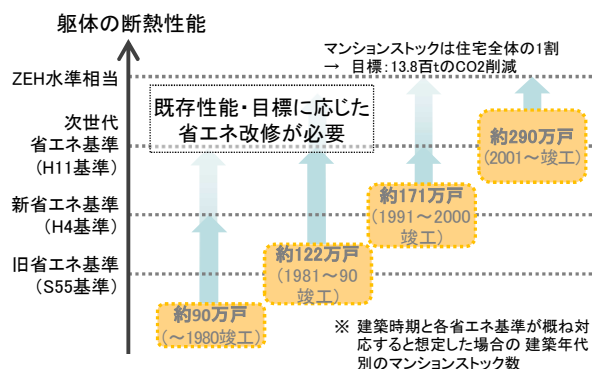 躯体の断熱性能
マンションストックは住宅全体の1割
→ 目標:13.8百tのCO2削減
ZEH水準相当
既存性能・目標に応じた
省エネ改修が必要
次世代
省エネ基準
(H11基準)
約290万戸
(2001～竣工)
約171万戸
(1991～2000
竣工)
新省エネ基準
(H4基準)
約122万戸
(1981～90
竣工)
旧省エネ基準
(S55基準)
約90万戸
(～1980竣工)
※ 建築時期と各省エネ基準が概ね対
応すると想定した場合の 建築年代
別のマンションストック数